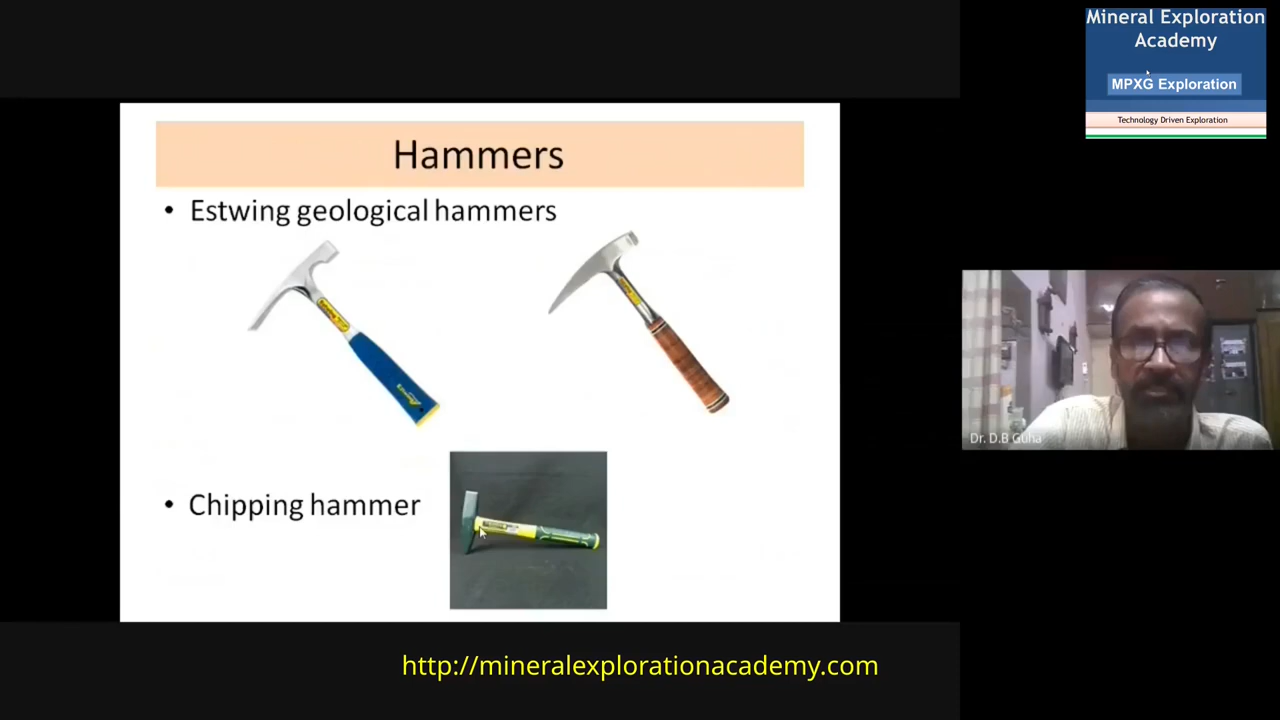 Mineral Exploration
Academy
MPXG Exploration
Technology Driven Exploration
Hammers
• Estwing geological hammers
• Chipping hammer
Dr. D.B Guha
http://mineralexplorationacademy.com